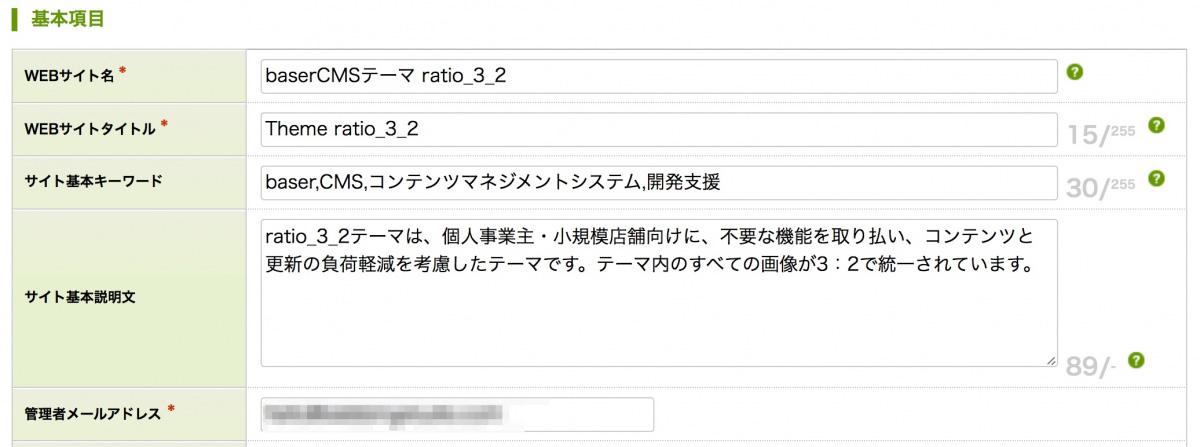 基本項目
WEBサイト名 *
baserCMSテーマ ratio_3_2
?
WEBサイトタイトル *
Theme ratio_3_2
15/255
?
サイト基本キーワード
baser,CMS,コンテンツマネジメントシステム,開発支援
30/255
?
サイト基本説明文
ratio_3_2テーマは、個人事業主・小規模店舗向けに、不要な機能を取り払い、コンテンツと
更新の負荷軽減を考慮したテーマです。テーマ内のすべての画像が3：2で統一されています。
89/-
?
管理者メールアドレス *